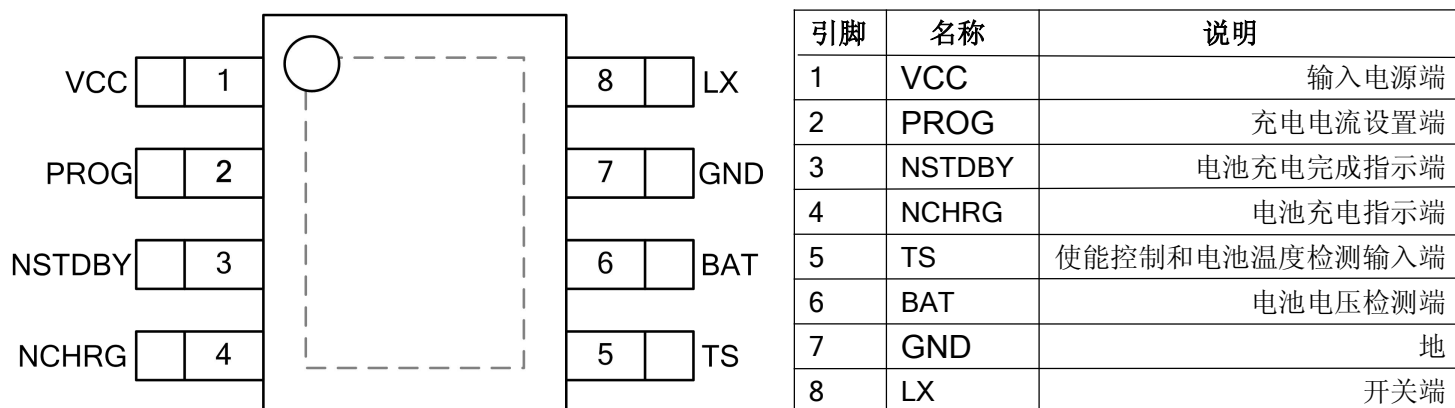 VCC 1 8 LX
PROG 2 7 GND
NSTDBY 3 6 BAT
NCHRG 4 5 TS
引脚 名称 说明
1 VCC 输入电源端
2 PROG 充电电流设置端
3 NSTDBY 电池充电完成指示端
4 NCHRG 电池充电指示端
5 TS 使能控制和电池温度检测输入端
6 BAT 电池电压检测端
7 GND 地
8 LX 开关端